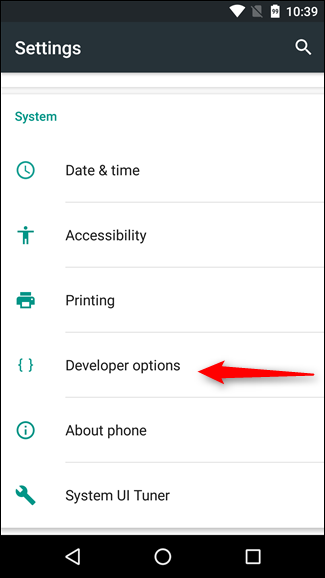 10:39
Settings
System
Date & time
Accessibility
Printing
{ } Developer options
About phone
System UI Tuner